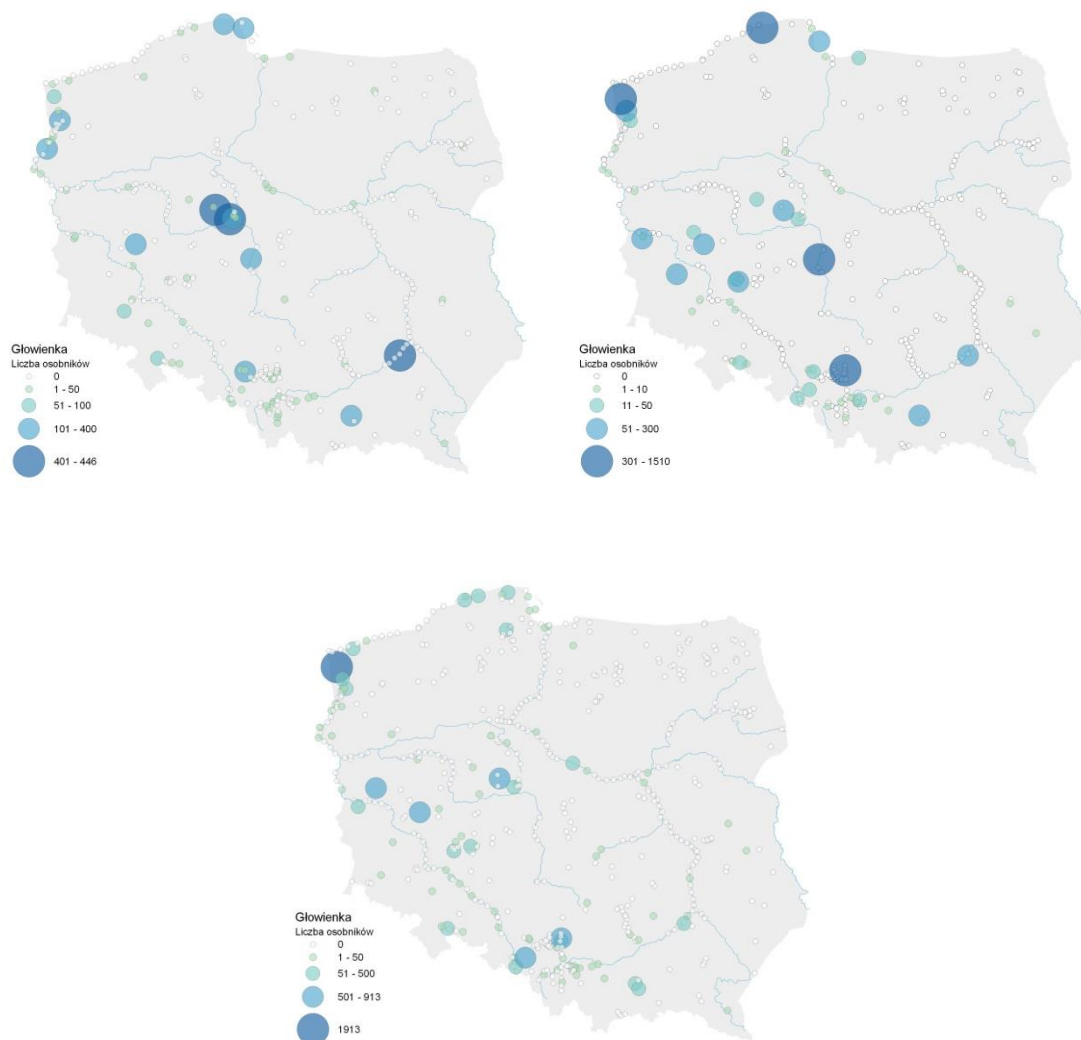 Głowienka
Liczba osobników
0
1 - 50
51 - 100
101 - 400
401 - 446
Głowienka
Liczba osobników
0
1 - 10
11 - 50
51 - 300
301 - 1510
Głowienka
Liczba osobników
0
1 - 50
51 - 500
501 - 913
1913